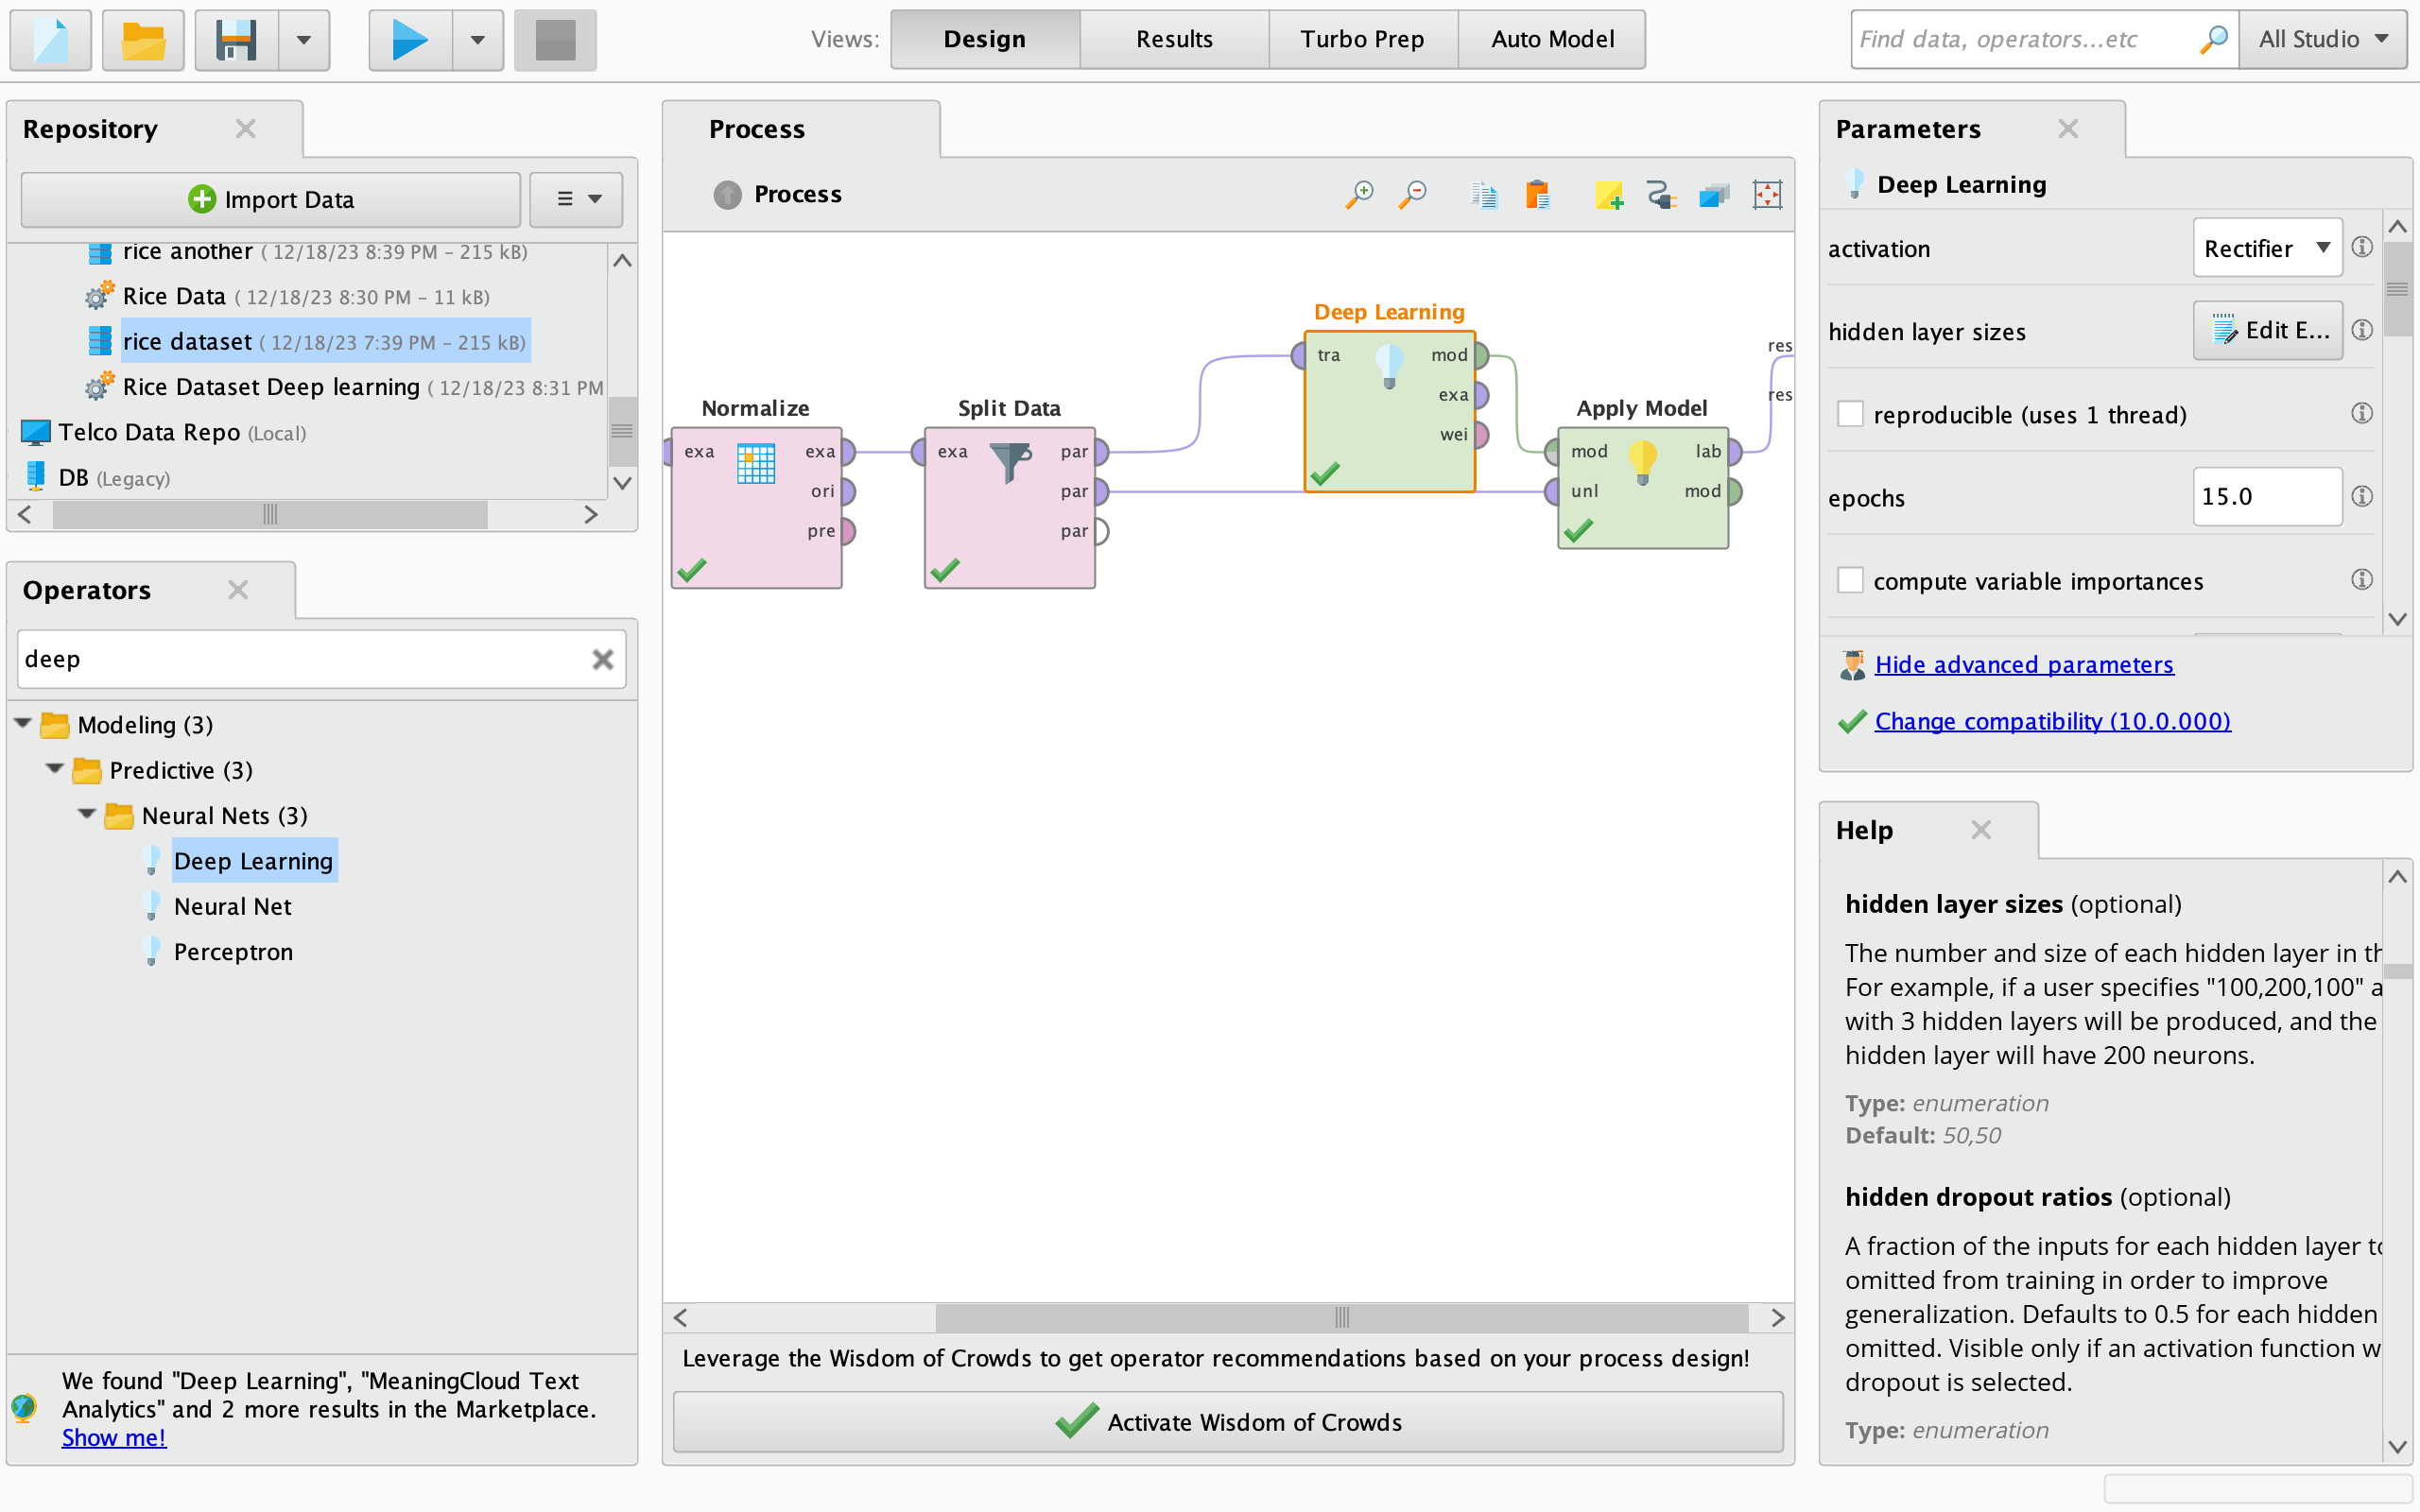 Views:
Design
Results
Turbo Prep
Auto Model
Find data, operators...etc
All Studio
Repository
Import Data
rice another ( 12/18/23 8:39 PM – 215 kB)
Rice Data ( 12/18/23 8:30 PM – 11 kB)
rice dataset ( 12/18/23 7:39 PM – 215 kB)
Rice Dataset Deep learning ( 12/18/23 8:31 PM
Telco Data Repo (Local)
DB (Legacy)
Operators
deep
Modeling (3)
Predictive (3)
Neural Nets (3)
Deep Learning
Neural Net
Perceptron
We found "Deep Learning", "MeaningCloud Text
Analytics" and 2 more results in the Marketplace.
Show me!
Process
Process
Normalize
exa
exa
ori
pre
Split Data
exa
par
par
par
Deep Learning
tra
mod
exa
wei
Apply Model
mod
lab
unl
mod
res
res
Leverage the Wisdom of Crowds to get operator recommendations based on your process design!
Activate Wisdom of Crowds
Parameters
Deep Learning
activation
Rectifier
hidden layer sizes
Edit E...
reproducible (uses 1 thread)
epochs
15.0
compute variable importances
Hide advanced parameters
Change compatibility (10.0.000)
Help
hidden layer sizes (optional)
The number and size of each hidden layer in th
For example, if a user specifies "100,200,100" a
with 3 hidden layers will be produced, and the
hidden layer will have 200 neurons.
Type: enumeration
Default: 50,50
hidden dropout ratios (optional)
A fraction of the inputs for each hidden layer to
omitted from training in order to improve
generalization. Defaults to 0.5 for each hidden
omitted. Visible only if an activation function w
dropout is selected.
Type: enumeration